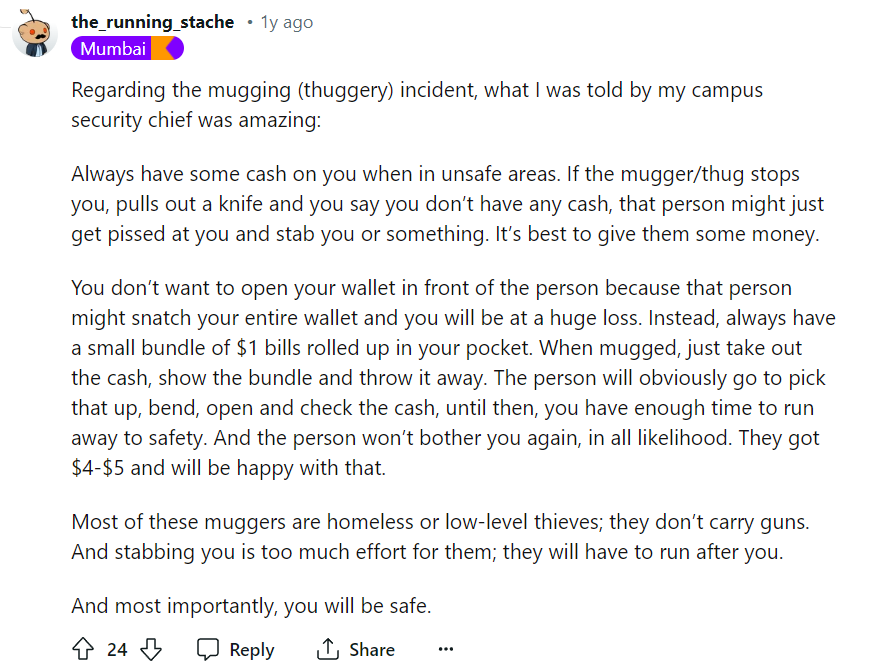 the_running_stache • 1y ago
Mumbai
Regarding the mugging (thuggery) incident, what I was told by my campus
security chief was amazing:
Always have some cash on you when in unsafe areas. If the mugger/thug stops
you, pulls out a knife and you say you don’t have any cash, that person might just
get pissed at you and stab you or something. It’s best to give them some money.
You don’t want to open your wallet in front of the person because that person
might snatch your entire wallet and you will be at a huge loss. Instead, always have
a small bundle of $1 bills rolled up in your pocket. When mugged, just take out
the cash, show the bundle and throw it away. The person will obviously go to pick
that up, bend, open and check the cash, until then, you have enough time to run
away to safety. And the person won’t bother you again, in all likelihood. They got
$4-$5 and will be happy with that.
Most of these muggers are homeless or low-level thieves; they don’t carry guns.
And stabbing you is too much effort for them; they will have to run after you.
And most importantly, you will be safe.
24 Reply Share ...